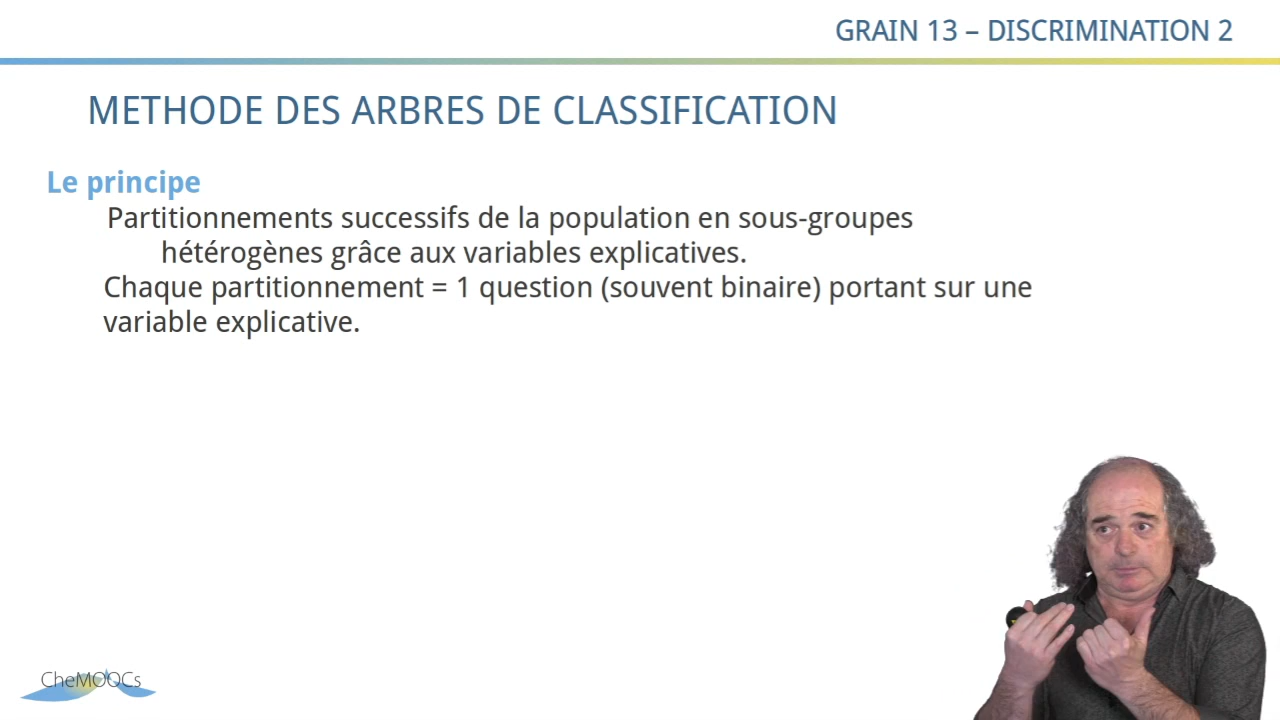 GRAIN 13 – DISCRIMINATION 2
METHODE DES ARBRES DE CLASSIFICATION
Le principe
Partitionnements successifs de la population en sous-groupes
hétérogènes grâce aux variables explicatives.
Chaque partitionnement = 1 question (souvent binaire) portant sur une
variable explicative.
CheMOOCs